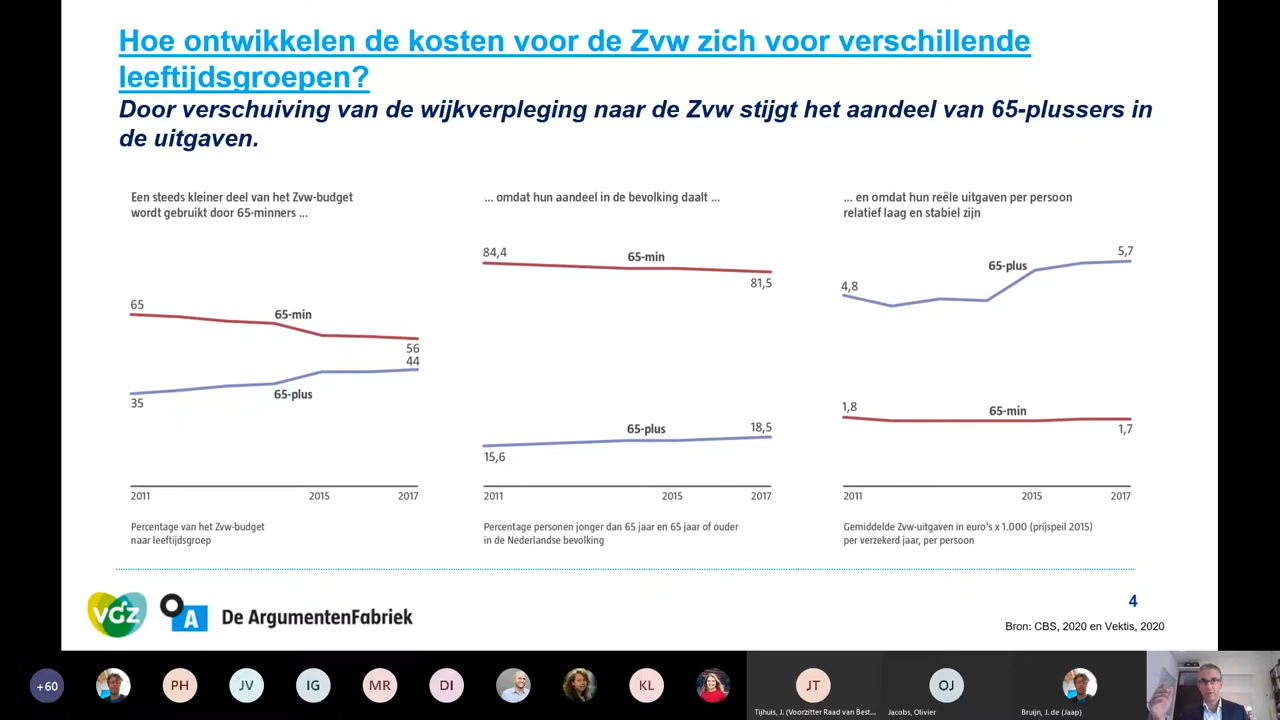 Hoe ontwikkelen de kosten voor de Zvw zich voor verschillende
leeftijdsgroepen?
Door verschuiving van de wijkverpleging naar de Zvw stijgt het aandeel van 65-plussers in
de uitgaven.
Een steeds kleiner deel van het Zvw-budget
wordt gebruikt door 65-minners ...
65
65-min
56
44
65-plus
35
2011
2015
2017
Percentage van het Zvw-budget
naar leeftijdsgroep
... omdat hun aandeel in de bevolking daalt ...
84,4
65-min
81,5
65-plus
18,5
15,6
2011
2015
2017
Percentage personen jonger dan 65 jaar en 65 jaar of ouder
in de Nederlandse bevolking
... en omdat hun reële uitgaven per persoon
relatief laag en stabiel zijn
5,7
65-plus
4,8
1,8
65-min
1,7
2011
2015
2017
Gemiddelde Zvw-uitgaven in euro's x 1.000 (prijspeil 2015)
per verzekerd jaar, per persoon
4
VGZ
A
De ArgumentenFabriek
Bron: CBS, 2020 en Vektis, 2020
+60
PH
JV
IG
MR
DI
KL
JT
OJ
Tijhuis, J. (Voorzitter Raad van Best...
Jacobs, Olivier
Bruijn, J. de (Jaap)